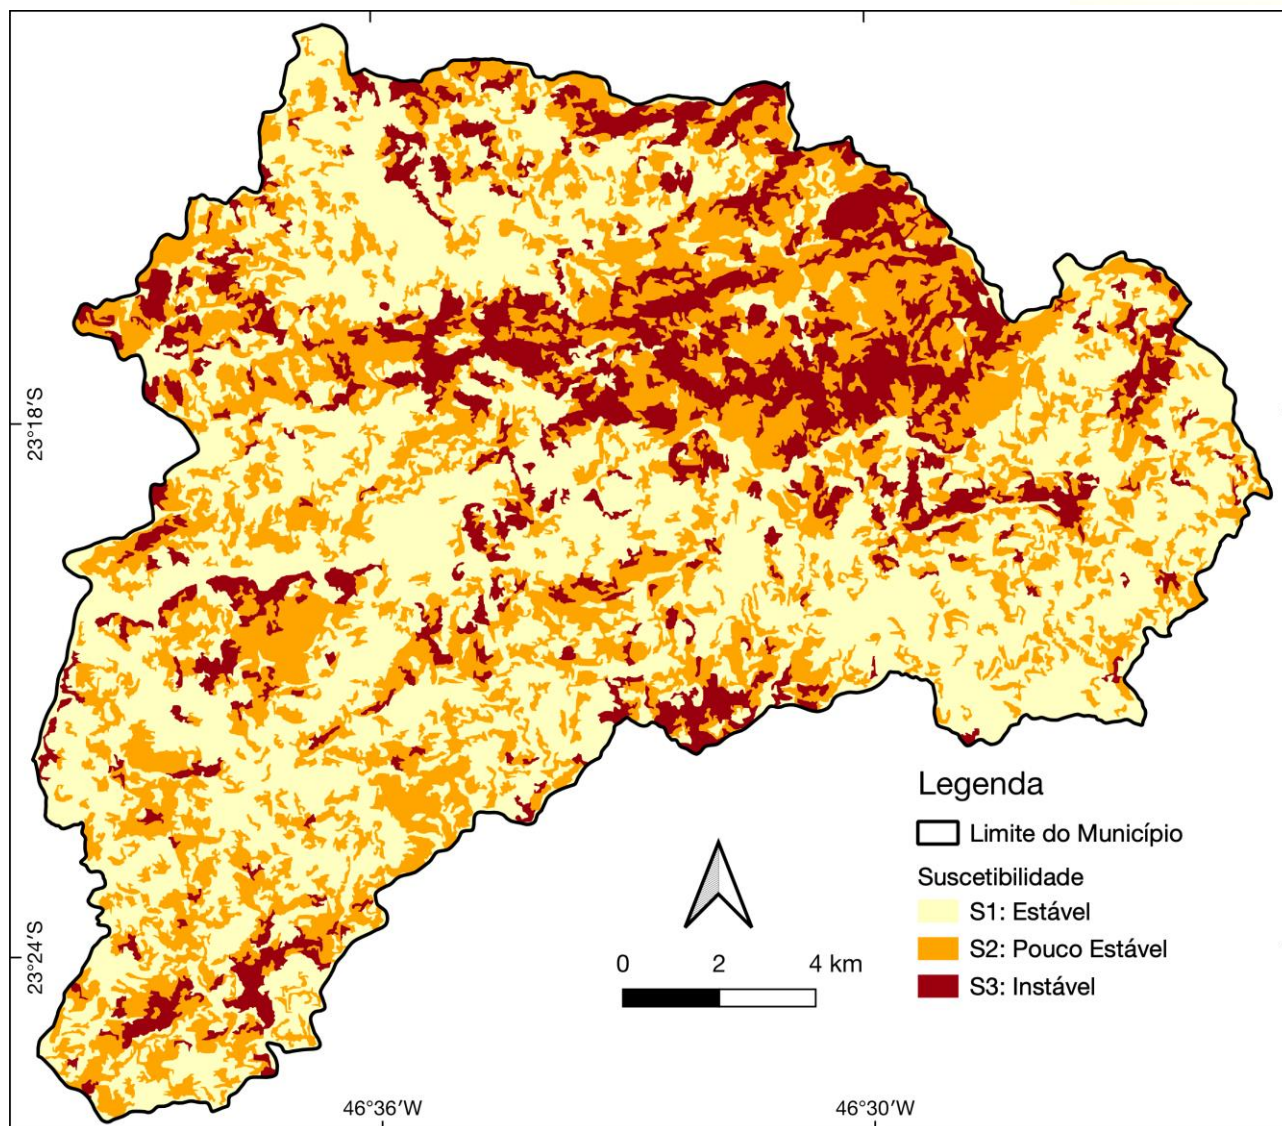 23°18'S
Legenda
Limite do Município
Suscetibilidade
S1: Estável
S2: Pouco Estável
S3: Instável
23°24'S
0 2 4 km
46°36'W 46°30'W